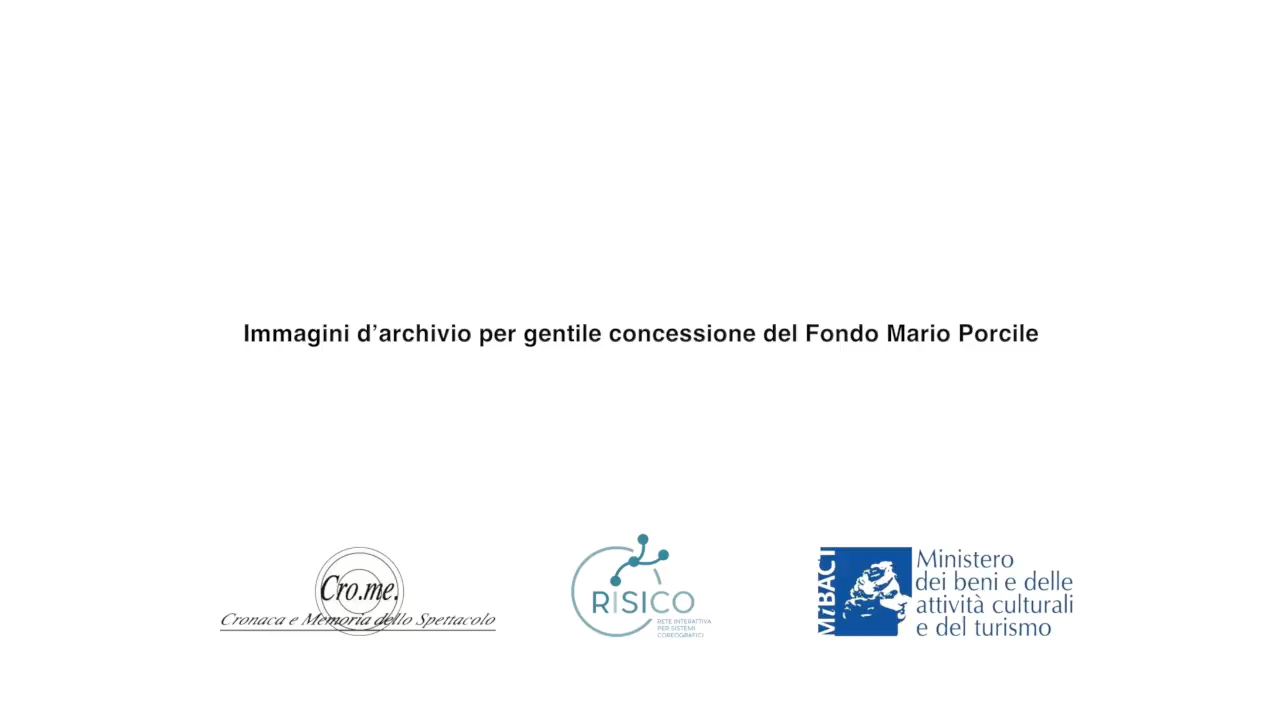 Immagini d’archivio per gentile concessione del Fondo Mario Porcile
Cro.me.
Cronaca e Memoria dello Spettacolo
RISICO
RETE INTERATTIVA
PER SISTEMI
COREOGRAFICI
MiBACT
Ministero
dei beni e delle
attività culturali
e del turismo